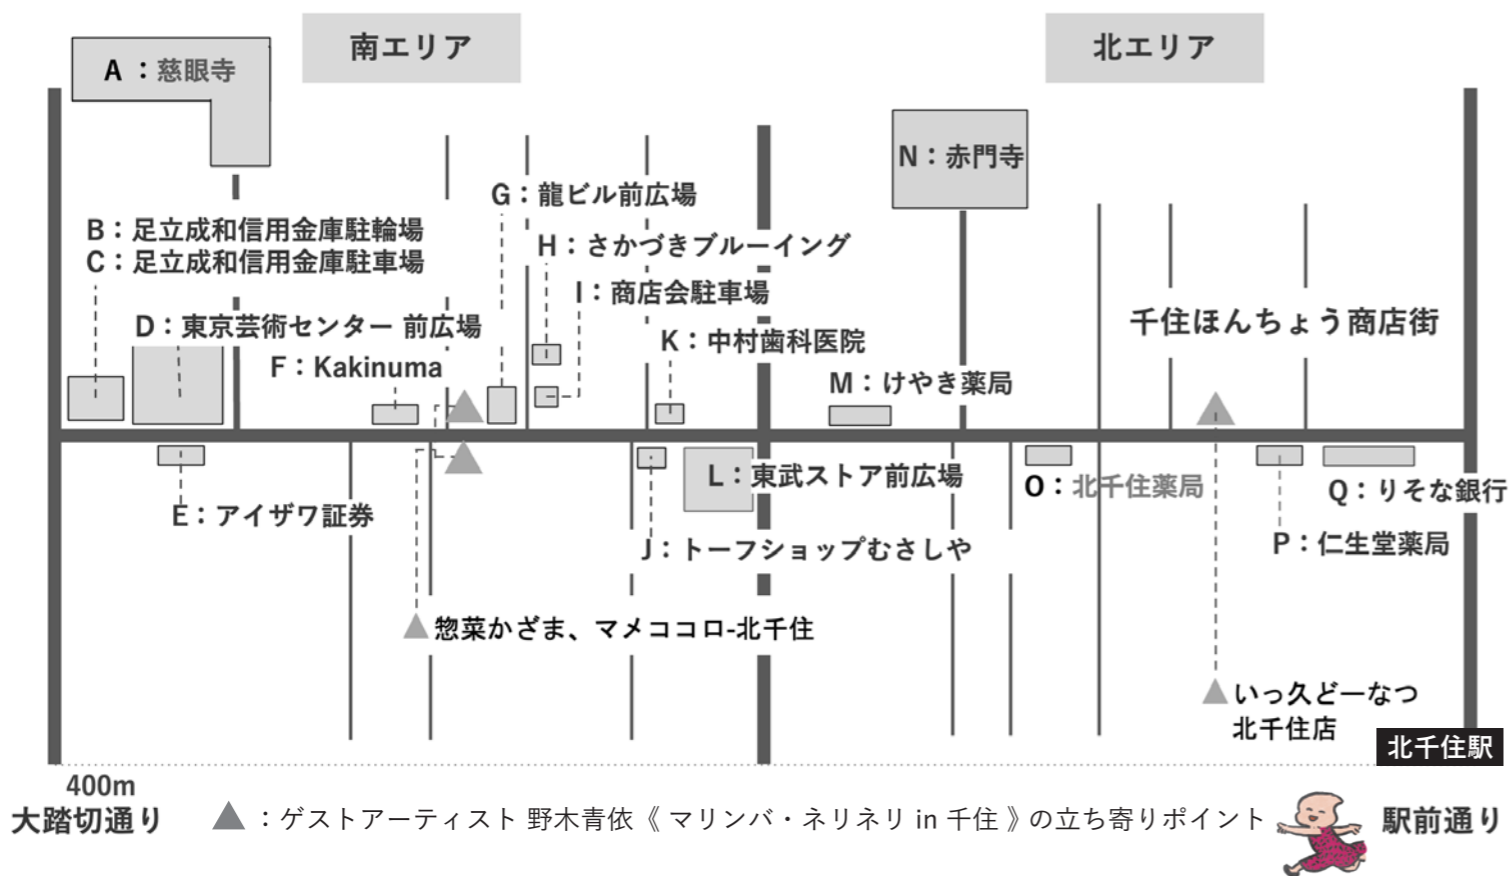 南エリア
北エリア
A：慈眼寺
N：赤門寺
G：龍ビル前広場
B：足立成和信用金庫駐輪場
C：足立成和信用金庫駐車場
H：さかづきブルーイング
I：商店会駐車場
D：東京芸術センター 前広場
千住ほんちょう商店街
K：中村歯科医院
F：Kakinuma
M：けやき薬局
L：東武ストア前広場
O：北千住薬局
Q：りそな銀行
E：アイザワ証券
J：トーフショップむさしや
P：仁生堂薬局
惣菜かざま、マメココロ-北千住
いっ久どーなつ
北千住店
北千住駅
400m
大踏切通り
▲：ゲストアーティスト 野木青依《 マリンバ・ネリネリ in 千住 》の立ち寄りポイント
駅前通り